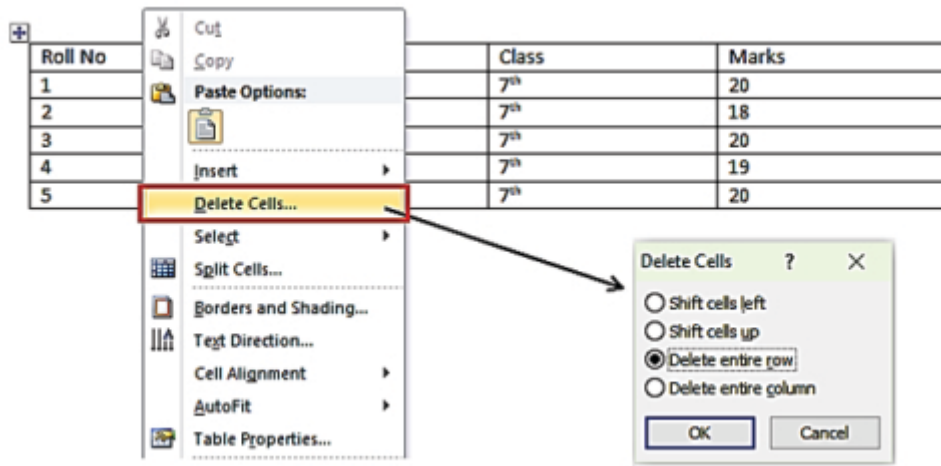 Roll No Class Marks
1 7th 20
2 7th 18
3 7th 20
4 7th 19
5 7th 20
Cut
Copy
Paste Options:
Insert
Delete Cells...
Select
Split Cells...
Borders and Shading...
Text Direction...
Cell Alignment
AutoFit
Table Properties...
Delete Cells ?
Shift cells left
Shift cells up
Delete entire row
Delete entire column
OK Cancel